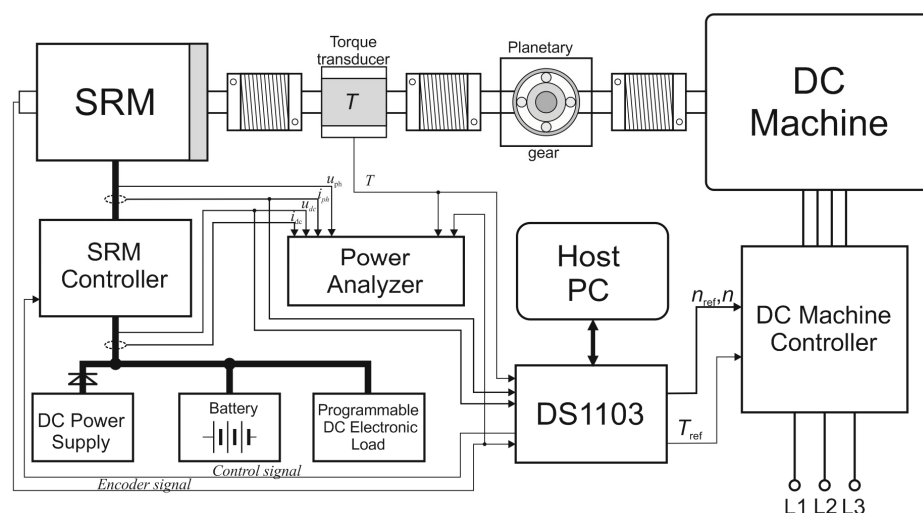 Torque
transducer
Planetary
gear
SRM
T
DC
Machine
u_ph
i_ph
u_dc
i_dc
T
SRM
Controller
Power
Analyzer
Host
PC
n_ref,n
DC Machine
Controller
DC Power
Supply
Battery
Programmable
DC Electronic
Load
DS1103
T_ref
Control signal
Encoder signal
L1 L2 L3